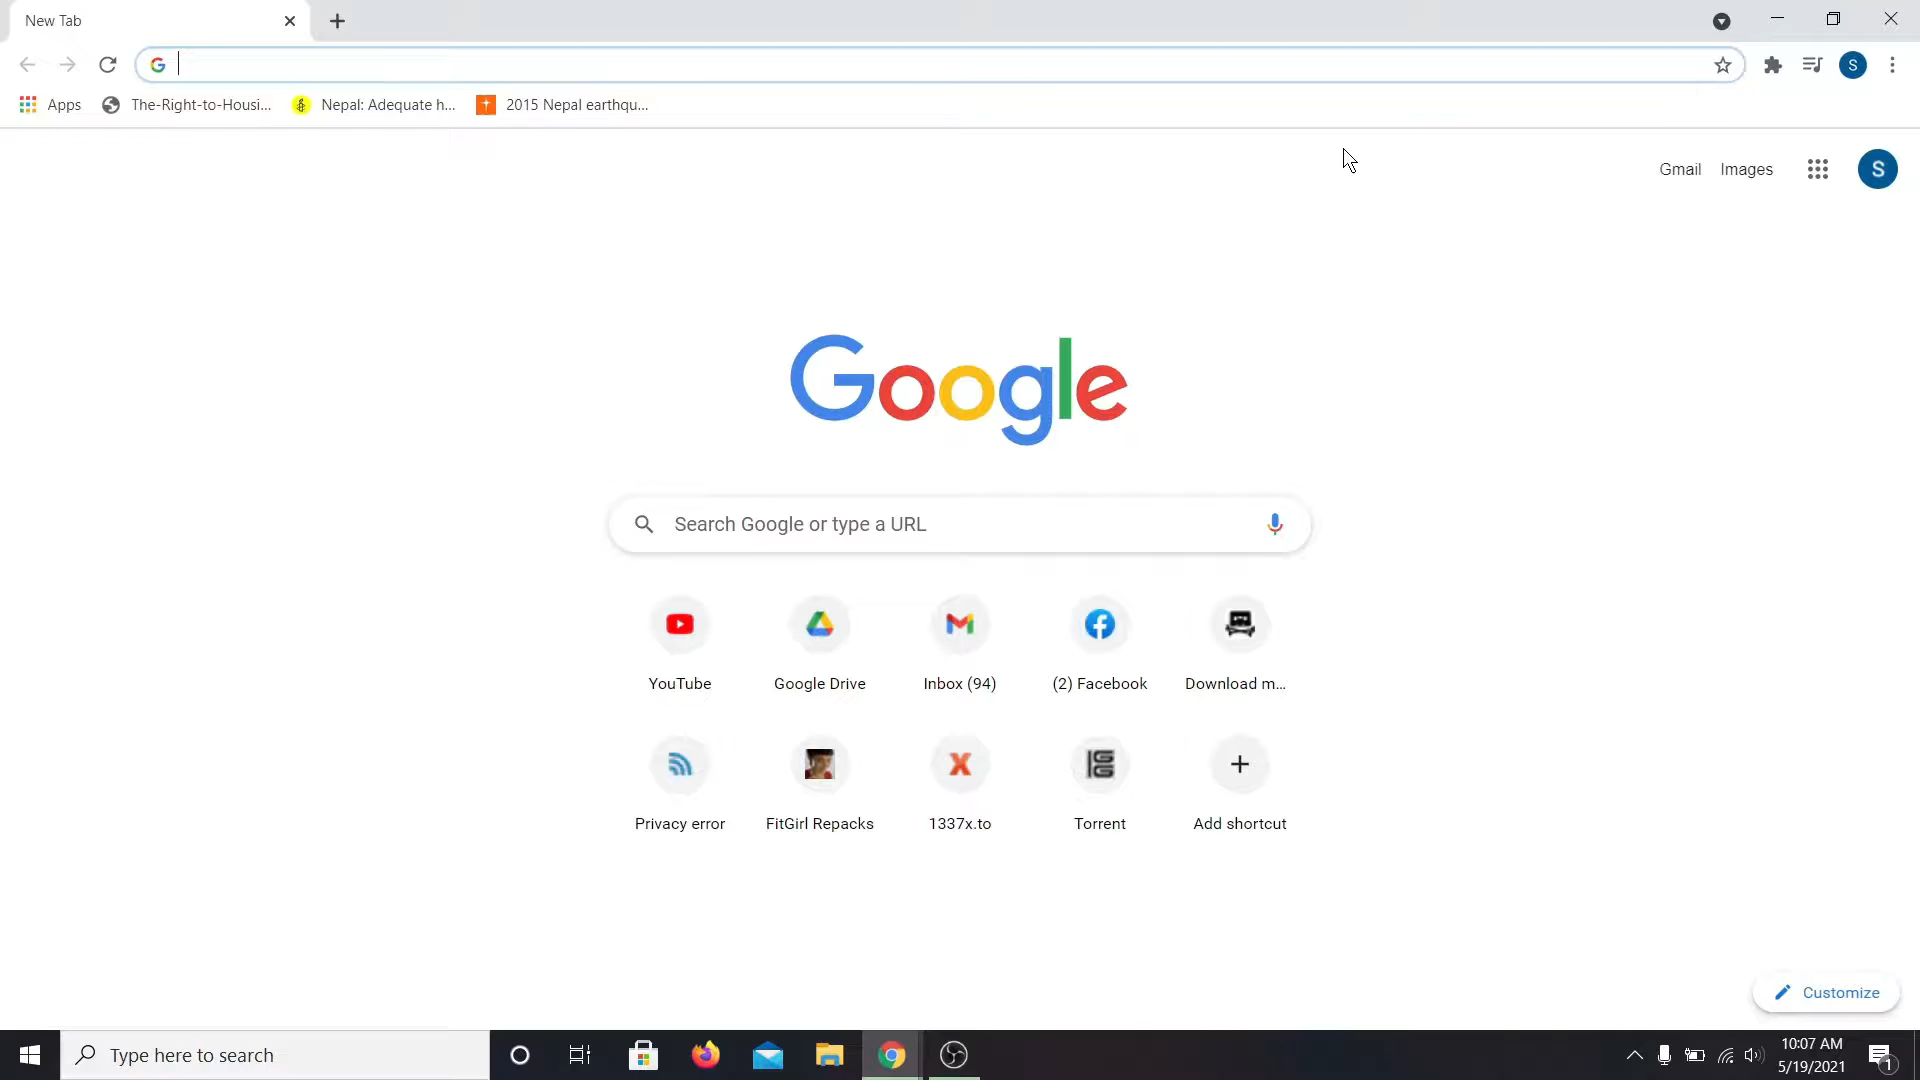 New Tab
S
Apps
The-Right-to-Housi...
Nepal: Adequate h...
2015 Nepal earthqu...
Gmail
Images
S
Google
Search Google or type a URL
YouTube
Google Drive
Inbox (94)
(2) Facebook
Download m...
Privacy error
FitGirl Repacks
1337x.to
Torrent
Add shortcut
Customize
Type here to search
10:07 AM
5/19/2021
1